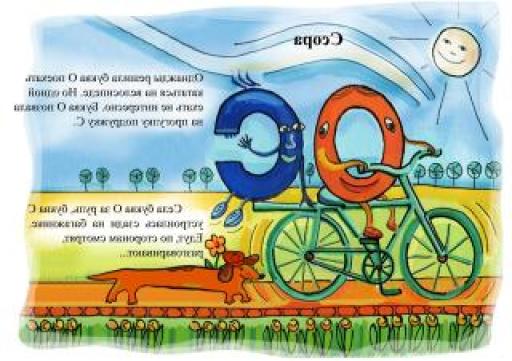 Ссора
Однажды решила буква О поехать
кататься на велосипеде. Но одной
ехать не интересно. Буква О позвала
на прогулку подружку С.
Села буква О за руль, буква С
устроилась сзади на багажнике.
Едут, по сторонам смотрят,
разговаривают...